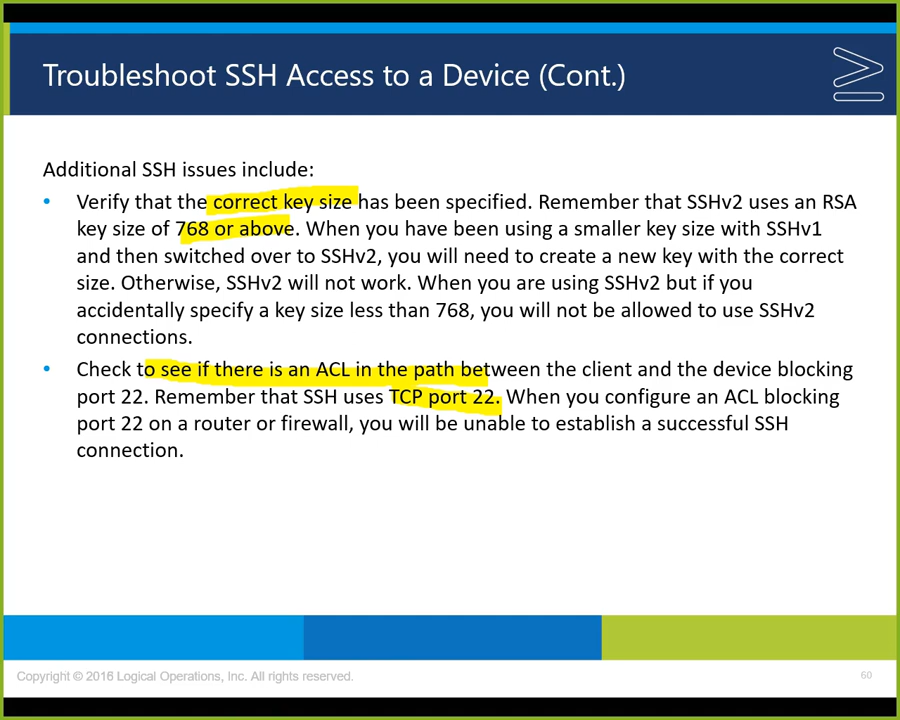 Troubleshoot SSH Access to a Device (Cont.)
Additional SSH issues include:
• Verify that the correct key size has been specified. Remember that SSHv2 uses an RSA
key size of 768 or above. When you have been using a smaller key size with SSHv1
and then switched over to SSHv2, you will need to create a new key with the correct
size. Otherwise, SSHv2 will not work. When you are using SSHv2 but if you
accidentally specify a key size less than 768, you will not be allowed to use SSHv2
connections.
• Check to see if there is an ACL in the path between the client and the device blocking
port 22. Remember that SSH uses TCP port 22. When you configure an ACL blocking
port 22 on a router or firewall, you will be unable to establish a successful SSH
connection.
Copyright © 2016 Logical Operations, Inc. All rights reserved.
60